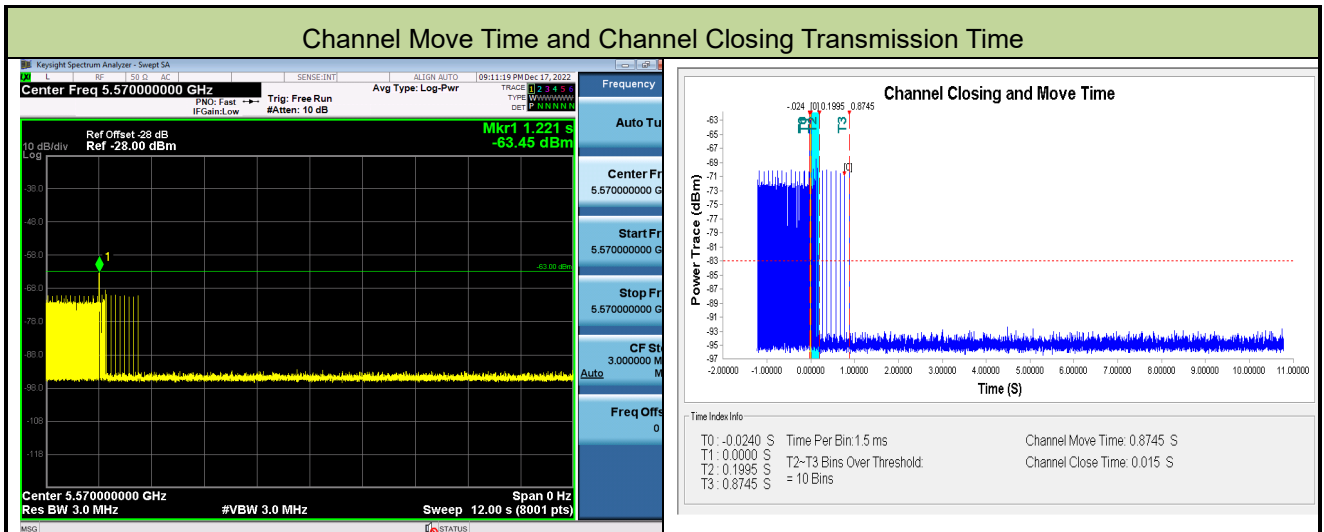 Channel Move Time and Channel Closing Transmission Time
Keysight Spectrum Analyzer - Swept SA
L RF 50 Ω AC SENSE:INT ALIGN AUTO 09:11:19 PM Dec 17, 2022
Center Freq 5.570000000 GHz
PNO: Fast
IFGain:Low
Trig: Free Run
#Atten: 10 dB
Avg Type: Log-Pwr
TRACE 1 2 3 4 5 6
TYPE WWWWWW
DET P N N N N N
Ref Offset -28 dB
Ref -28.00 dBm
10 dB/div
Log
Mkr1 1.221 s
-63.45 dBm
-38.0
-48.0
-58.0
1
-63.00 dBm
-68.0
-78.0
-88.0
-98.0
-108
-118
Center 5.570000000 GHz
Span 0 Hz
Res BW 3.0 MHz
#VBW 3.0 MHz
Sweep 12.00 s (8001 pts)
MSG
STATUS
Frequency
Auto Tu
Center Fr
5.570000000 G
Start Fr
5.570000000 G
Stop Fr
5.570000000 G
CF Ste
3.000000 M
Auto M
Freq Offs
0
Channel Closing and Move Time
-.024 [0] 0.1995 0.8745
T2 T3
[C]
Power Trace (dBm)
-63
-65
-67
-69
-71
-73
-75
-77
-79
-81
-83
-85
-87
-89
-91
-93
-95
-97
-2.00000 -1.00000 0.00000 1.00000 2.00000 3.00000 4.00000 5.00000 6.00000 7.00000 8.00000 9.00000 10.00000 11.00000
Time (S)
Time Index Info
T0 : -0.0240 S
T1 : 0.0000 S
T2 : 0.1995 S
T3 : 0.8745 S
Time Per Bin:1.5 ms
T2~T3 Bins Over Threshold:
= 10 Bins
Channel Move Time: 0.8745 S
Channel Close Time: 0.015 S